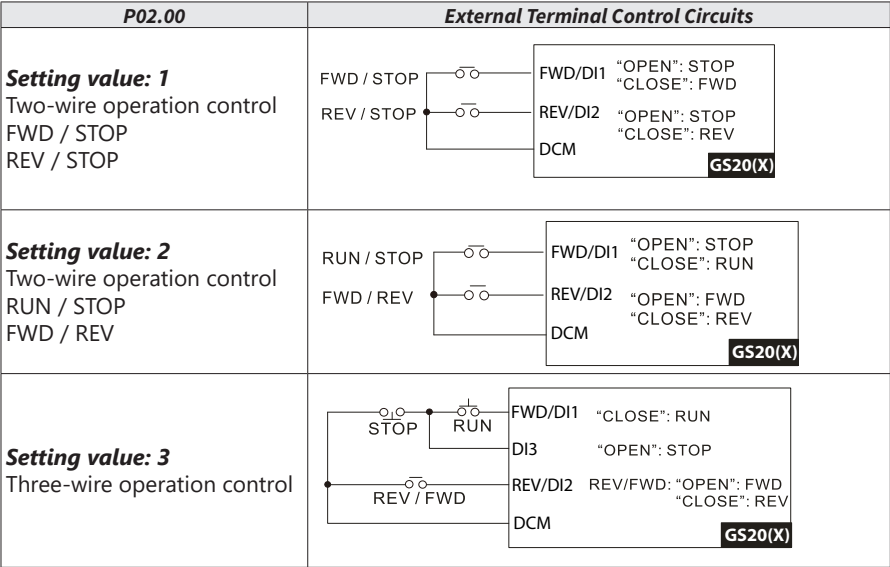 P02.00
External Terminal Control Circuits
Setting value: 1
Two-wire operation control
FWD / STOP
REV / STOP
FWD / STOP
REV / STOP
FWD/DI1
"OPEN": STOP
"CLOSE": FWD
REV/DI2
"OPEN": STOP
"CLOSE": REV
DCM
GS20(X)
Setting value: 2
Two-wire operation control
RUN / STOP
FWD / REV
RUN / STOP
FWD / REV
FWD/DI1
"OPEN": STOP
"CLOSE": RUN
REV/DI2
"OPEN": FWD
"CLOSE": REV
DCM
GS20(X)
Setting value: 3
Three-wire operation control
STOP
RUN
REV / FWD
FWD/DI1
"CLOSE": RUN
DI3
"OPEN": STOP
REV/DI2
REV/FWD: "OPEN": FWD
"CLOSE": REV
DCM
GS20(X)